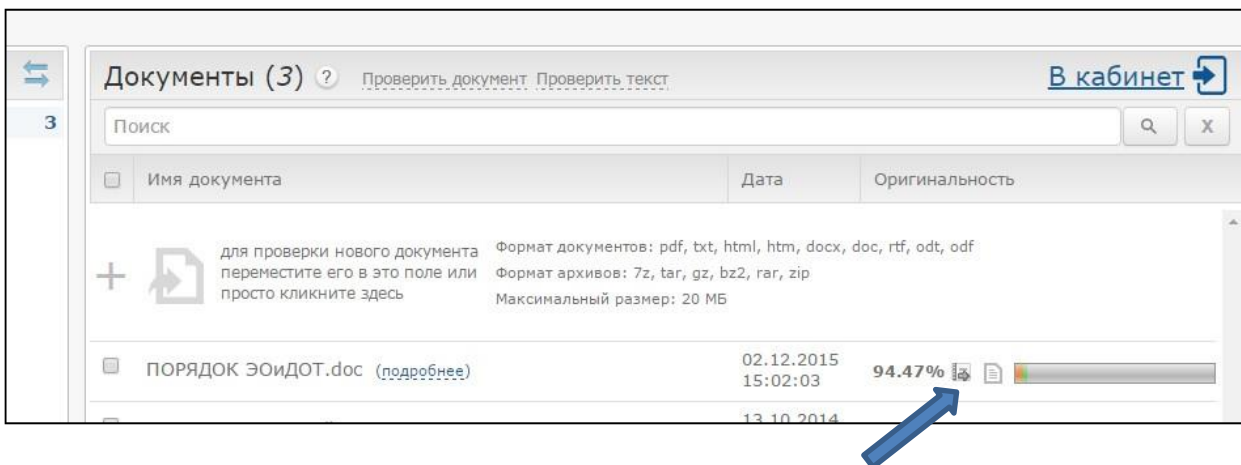 Документы (3) ? Проверить документ Проверить текст В кабинет
3
Поиск X
Имя документа Дата Оригинальность
для проверки нового документа
переместите его в это поле или
просто кликните здесь
Формат документов: pdf, txt, html, htm, docx, doc, rtf, odt, odf
Формат архивов: 7z, tar, gz, bz2, rar, zip
Максимальный размер: 20 МБ
ПОРЯДОК ЭОиДОТ.doc (подробнее) 02.12.2015
15:02:03 94.47%
13.10.2014